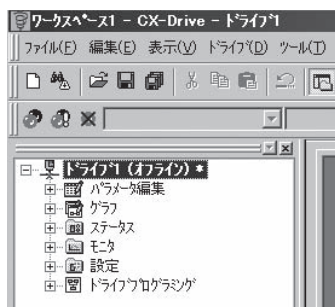 ワークスペース1 - CX-Drive - ドライブ1
ファイル(F) 編集(E) 表示(V) ドライブ(D) ツール(T)
ドライブ1 (オフライン) *
パラメータ編集
グラフ
ステータス
モニタ
設定
ドライブプログラミング